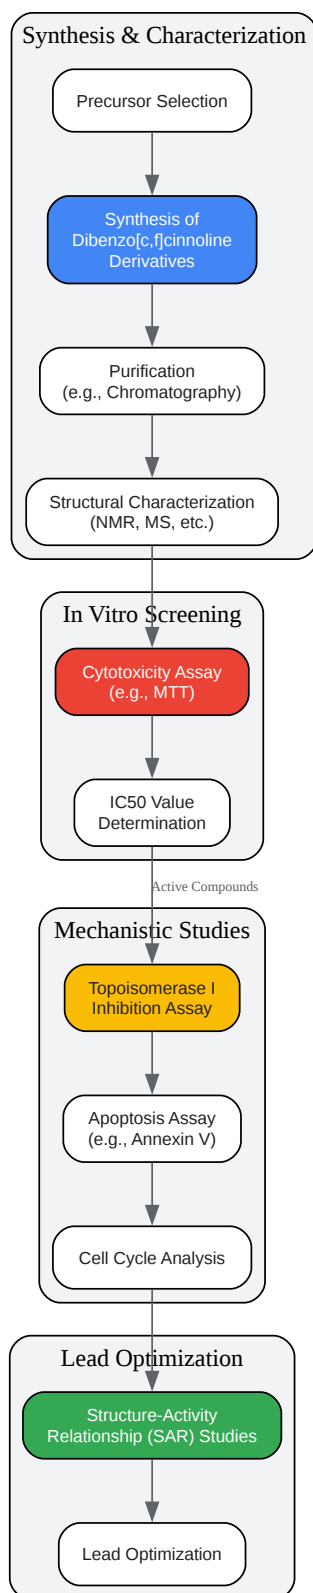 Synthesis & Characterization
Precursor Selection
Synthesis of
Dibenzo[c,f]cinnoline
Derivatives
Purification
(e.g., Chromatography)
Structural Characterization
(NMR, MS, etc.)
In Vitro Screening
Cytotoxicity Assay
(e.g., MTT)
IC50 Value
Determination
Active Compounds
Mechanistic Studies
Topoisomerase I
Inhibition Assay
Apoptosis Assay
(e.g., Annexin V)
Cell Cycle Analysis
Lead Optimization
Structure-Activity
Relationship (SAR) Studies
Lead Optimization